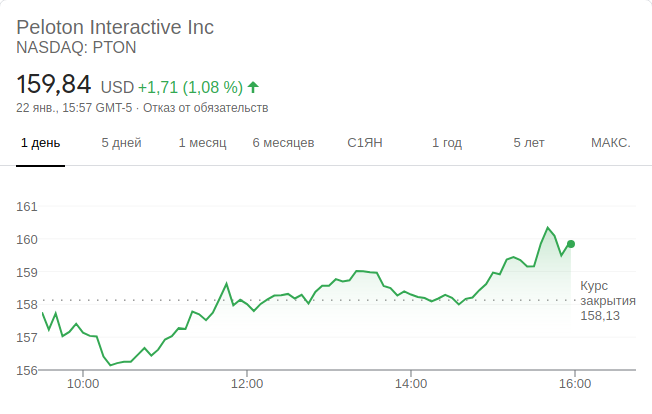 Peloton Interactive Inc
NASDAQ: PTON
159,84 USD +1,71 (1,08 %)
22 янв., 15:57 GMT-5 · Отказ от обязательств
1 день 5 дней 1 месяц 6 месяцев С1ЯН 1 год 5 лет МАКС.
161
160
159
158
157
156
Курс
закрытия
158,13
10:00 12:00 14:00 16:00